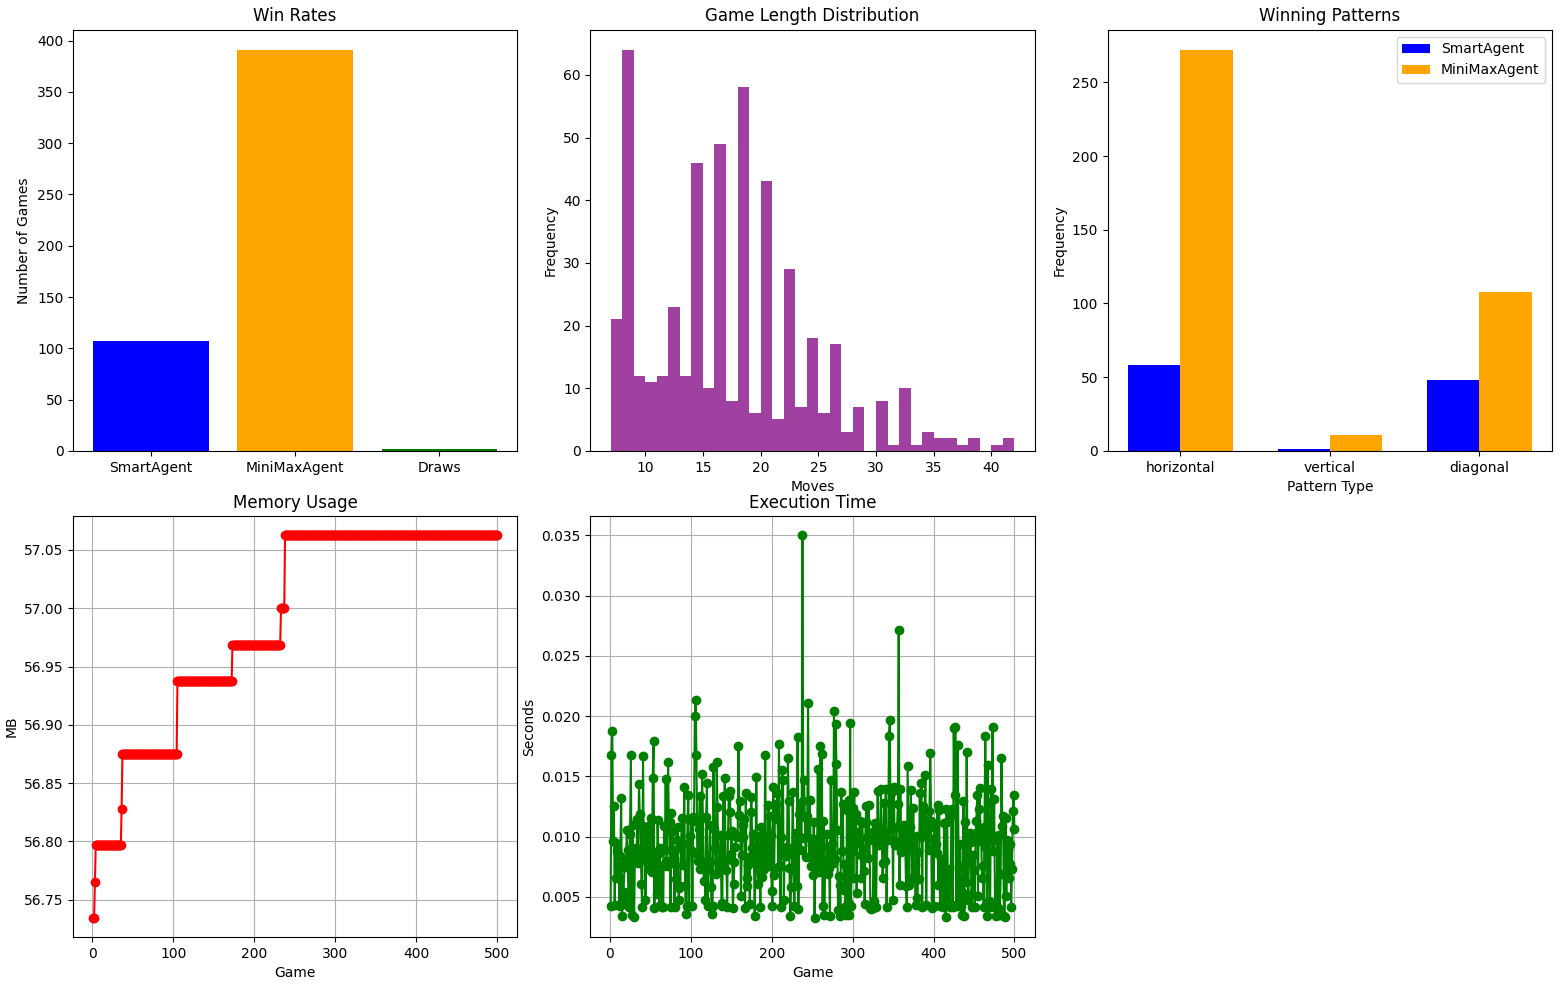 Win Rates
Number of Games
400
350
300
250
200
150
100
50
0
SmartAgent
MiniMaxAgent
Draws
Game Length Distribution
Frequency
60
50
40
30
20
10
0
10
15
20
25
30
35
40
Moves
Winning Patterns
SmartAgent
MiniMaxAgent
Frequency
250
200
150
100
50
0
horizontal
vertical
diagonal
Pattern Type
Memory Usage
MB
57.05
57.00
56.95
56.90
56.85
56.80
56.75
0
100
200
300
400
500
Game
Execution Time
Seconds
0.035
0.030
0.025
0.020
0.015
0.010
0.005
0
100
200
300
400
500
Game